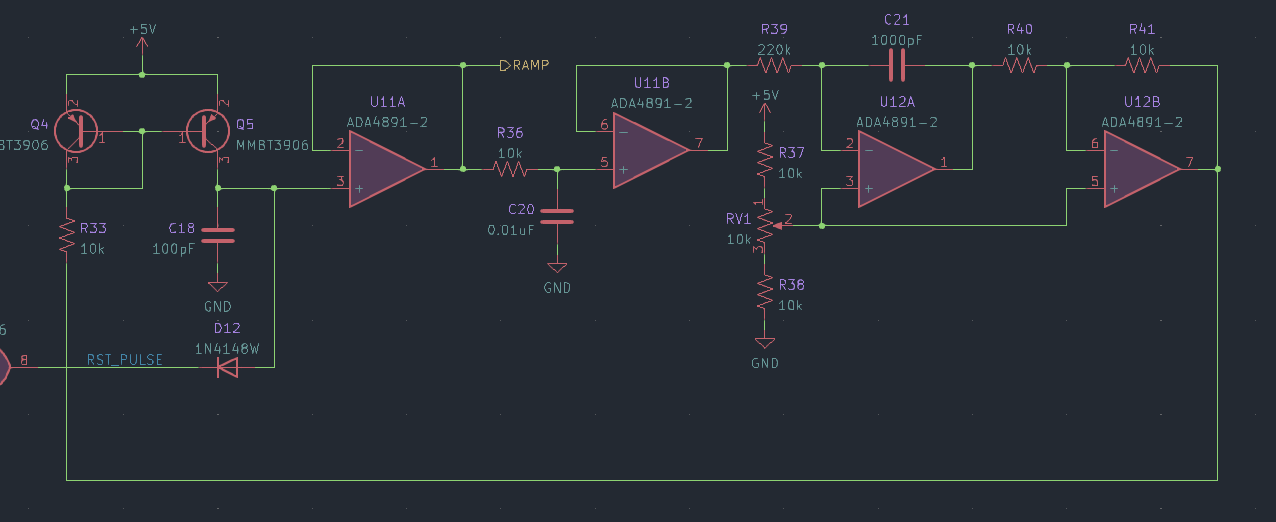 +5V
2
Q4
1
BT3906
3
2
Q5
1
MMBT3906
3
R33
10k
C18
100pF
GND
D12
1N4148W
6
8
RST_PULSE
RAMP
U11A
ADA4891-2
2
−
3
+
1
R36
10k
C20
0.01uF
GND
U11B
ADA4891-2
6
−
5
+
7
R39
220k
+5V
R37
10k
RV1
10k
1
2
3
R38
10k
GND
C21
1000pF
U12A
ADA4891-2
2
−
3
+
1
R40
10k
R41
10k
U12B
ADA4891-2
6
−
5
+
7